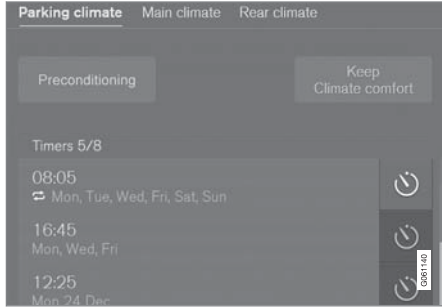 Parking climate Main climate Rear climate
Preconditioning
Keep
Climate comfort
Timers 5/8
08:05
Mon, Tue, Wed, Fri, Sat, Sun
16:45
Mon, Wed, Fri
12:25
Mon 24 Dec
G061140